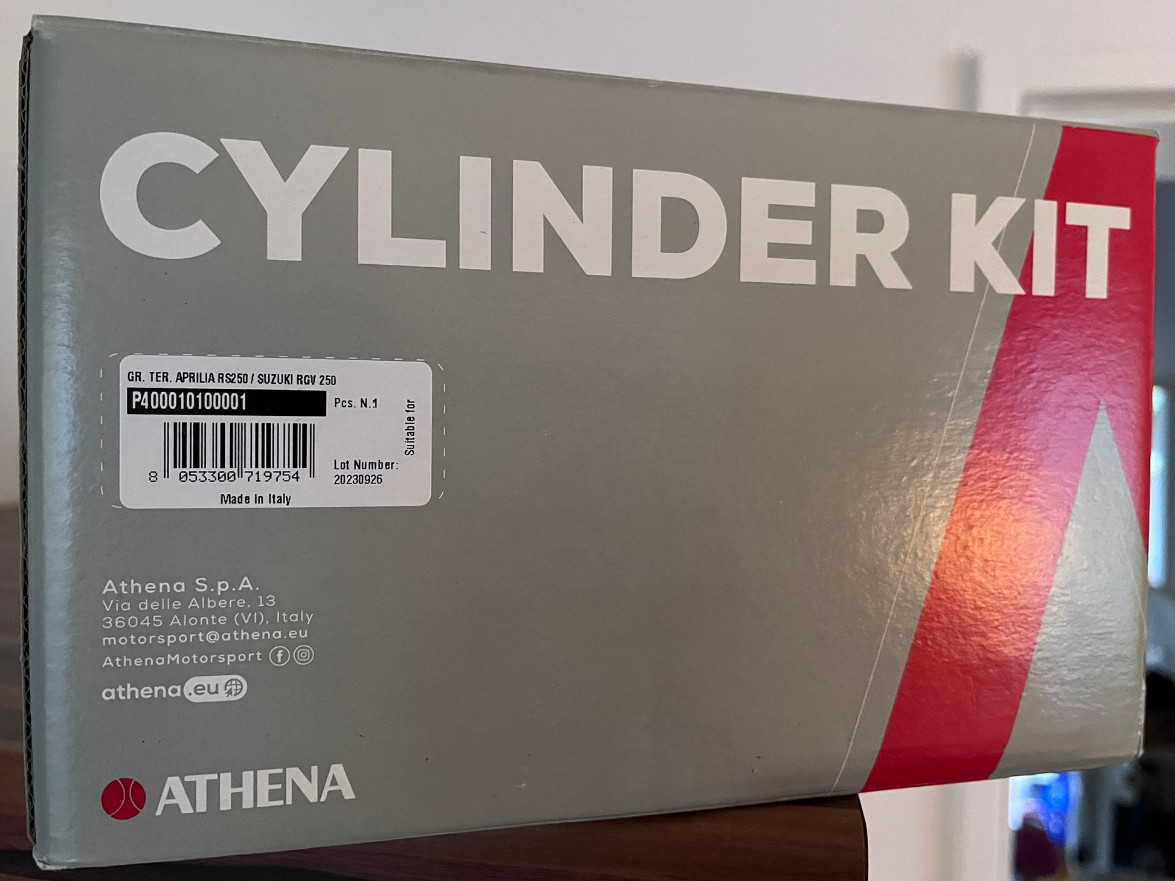 CYLINDER KIT
GR. TER. APRILIA RS250 / SUZUKI RGV 250
P400010100001
Pcs. N.1
Suitable for
8 053300 719754
Lot Number:
20230926
Made in Italy
Athena S.p.A.
Via delle Albere, 13
36045 Alonte (VI), Italy
motorsport@athena.eu
AthenaMotorsport
athena.eu
ATHENA